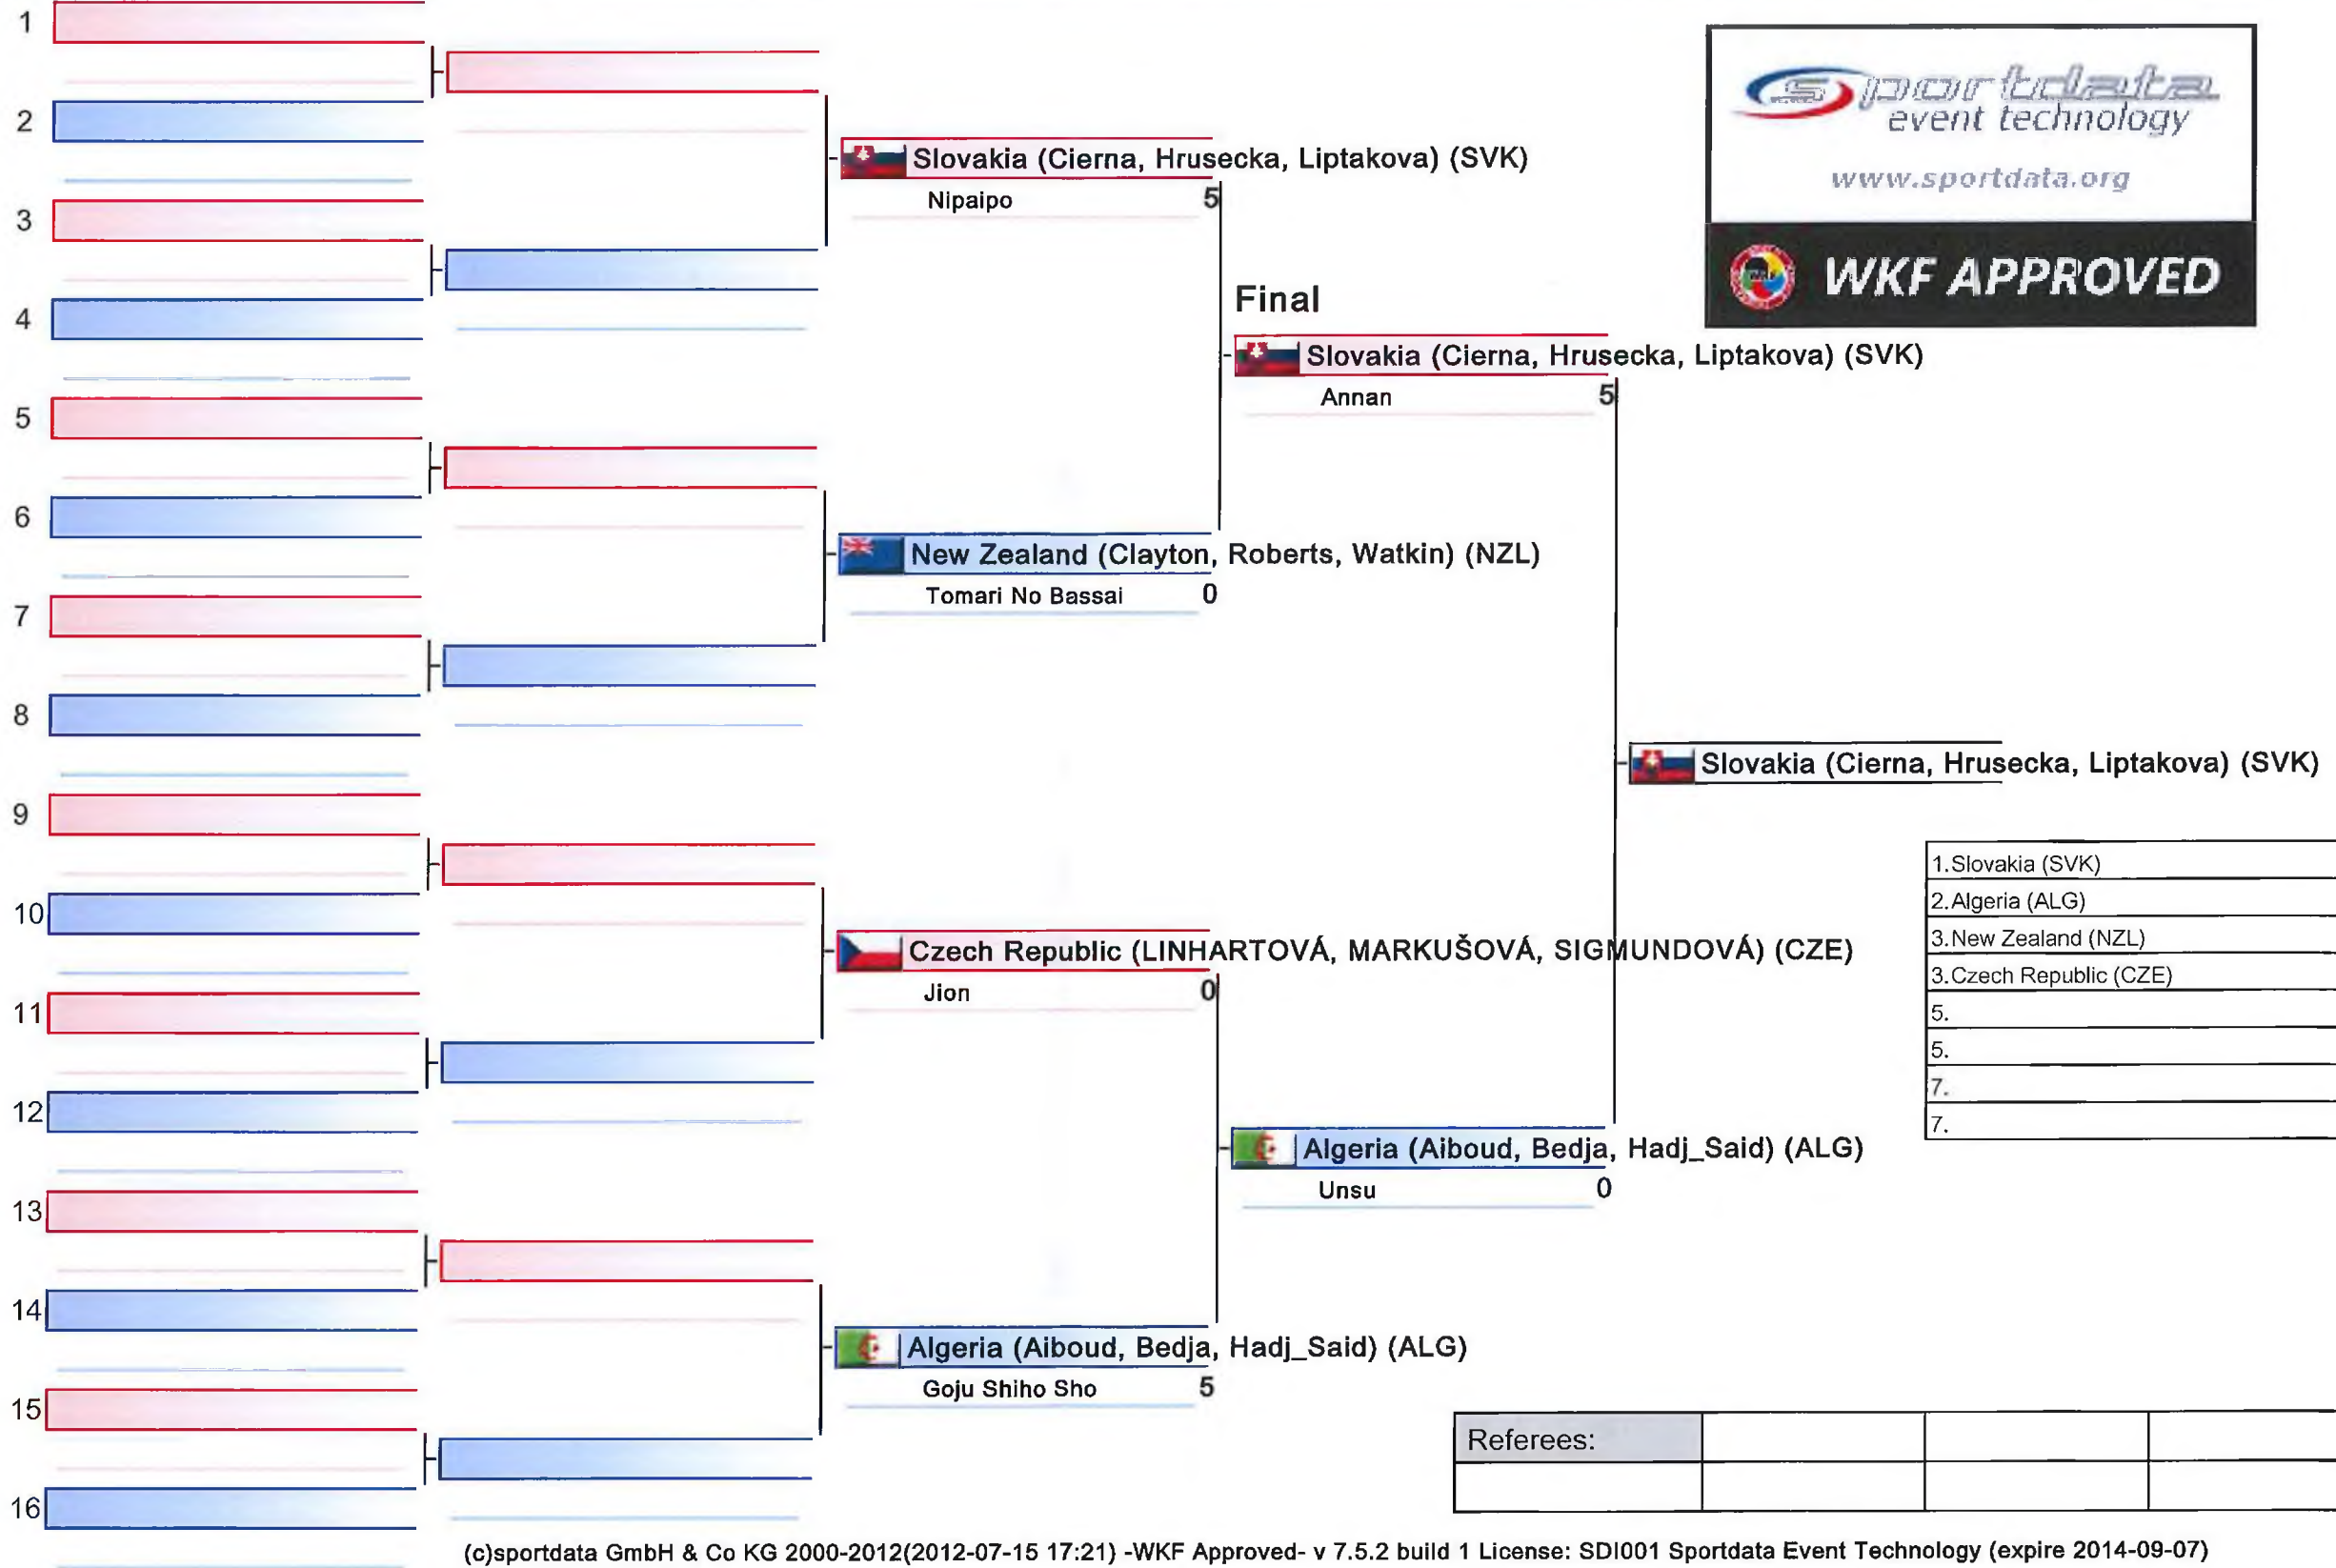 1
2
3
4
5
6
7
8
9
10
11
12
13
14
15
16
Slovakia (Cierna, Hrusecka, Liptakova) (SVK)
Nipaipo 5
New Zealand (Clayton, Roberts, Watkin) (NZL)
Tomari No Bassai 0
Czech Republic (LINHARTOVÁ, MARKUŠOVÁ, SIGMUNDOVÁ) (CZE)
Jion 0
Algeria (Aiboud, Bedja, Hadj_Said) (ALG)
Goju Shiho Sho 5
Final
Slovakia (Cierna, Hrusecka, Liptakova) (SVK)
Annan 5
Algeria (Aiboud, Bedja, Hadj_Said) (ALG)
Unsu 0
Slovakia (Cierna, Hrusecka, Liptakova) (SVK)
sportdata
event technology
www.sportdata.org
WKF APPROVED
1.Slovakia (SVK)
2.Algeria (ALG)
3.New Zealand (NZL)
3.Czech Republic (CZE)
5.
5.
7.
7.
Referees:
(c)sportdata GmbH & Co KG 2000-2012(2012-07-15 17:21) -WKF Approved- v 7.5.2 build 1 License: SDI001 Sportdata Event Technology (expire 2014-09-07)